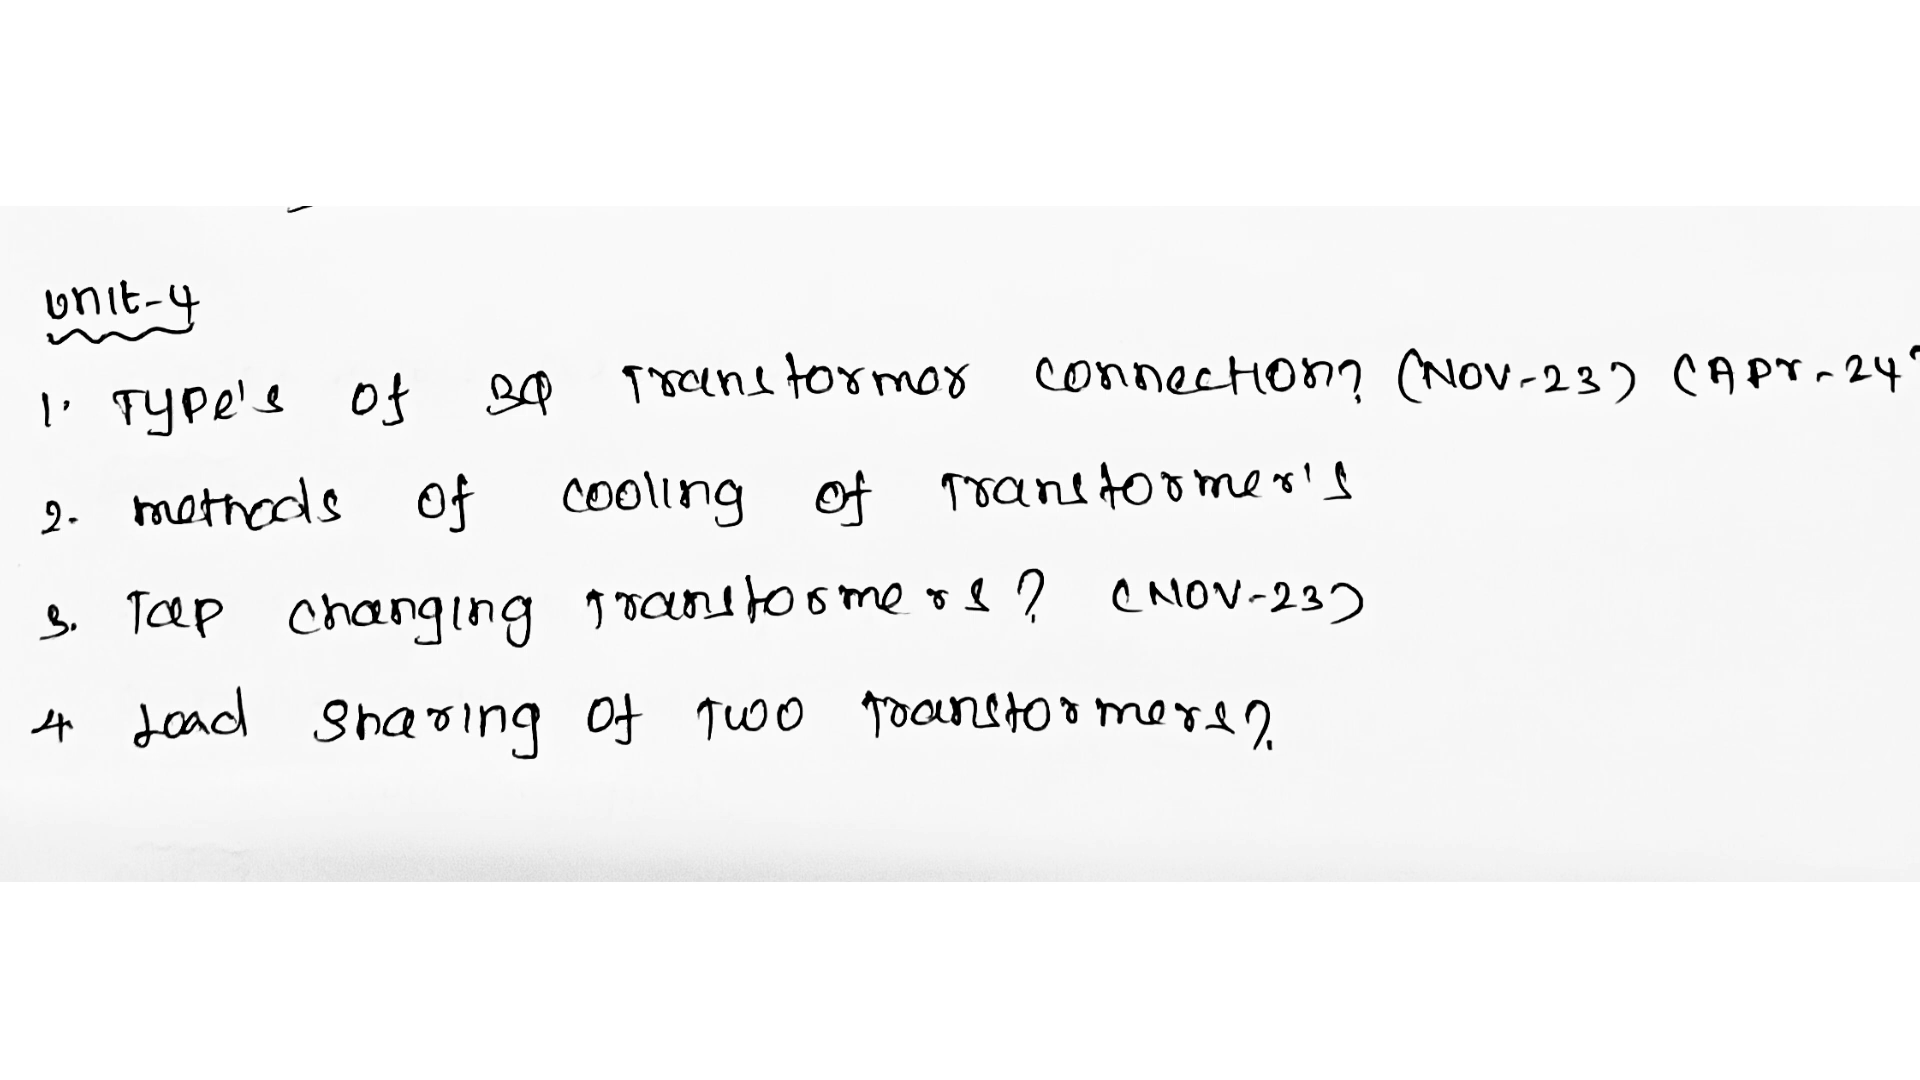 Unit-4
1. Type's of 3Φ Transformer connection? (NOV-23) (APr-24)
2. methods of cooling of Transformer's
3. Tap changing Transformers? (NOV-23)
4 Load Sharing of Two Transformers?